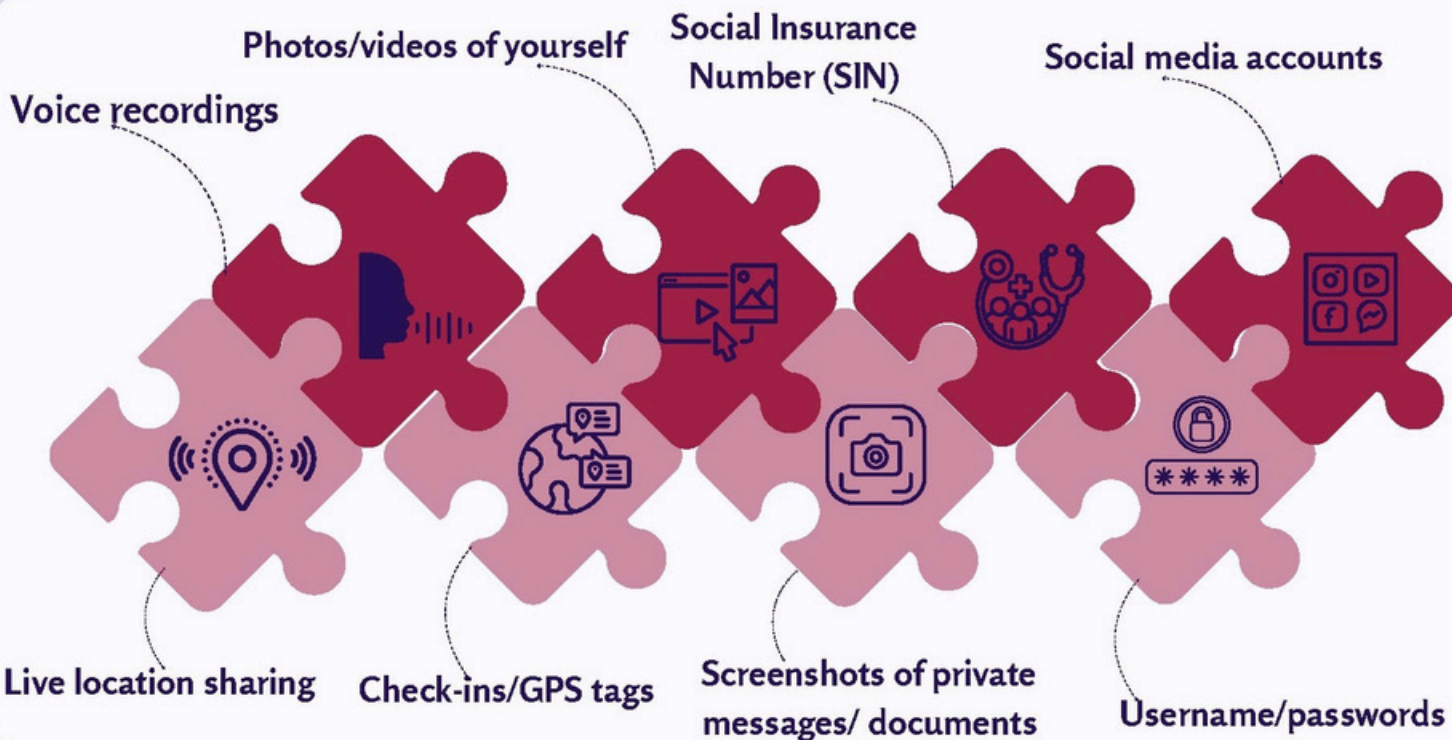 Photos/videos of yourself
Social Insurance
Number (SIN)
Social media accounts
Voice recordings
Live location sharing
Check-ins/GPS tags
Screenshots of private
messages/ documents
Username/passwords